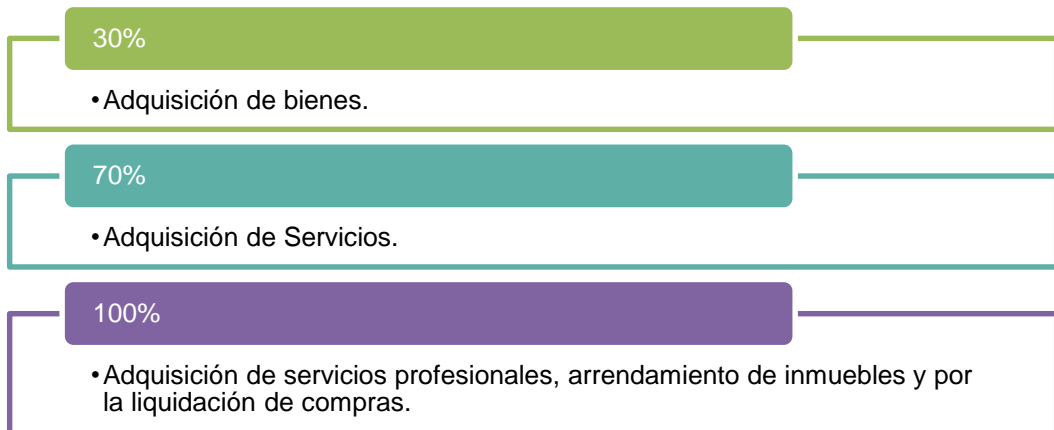 30%
•Adquisición de bienes.
70%
•Adquisición de Servicios.
100%
•Adquisición de servicios profesionales, arrendamiento de inmuebles y por
la liquidación de compras.